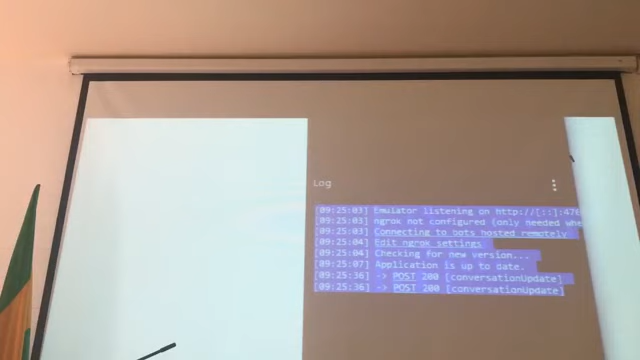 Log
[09:25:03] Emulator listening on http://[::]:476
[09:25:03] ngrok not configured (only needed whe
[09:25:03] Connecting to bots hosted remotely
[09:25:04] Edit ngrok settings
[09:25:04] Checking for new version...
[09:25:07] Application is up to date.
[09:25:36] -> POST 200 [conversationUpdate]
[09:25:36] -> POST 200 [conversationUpdate]